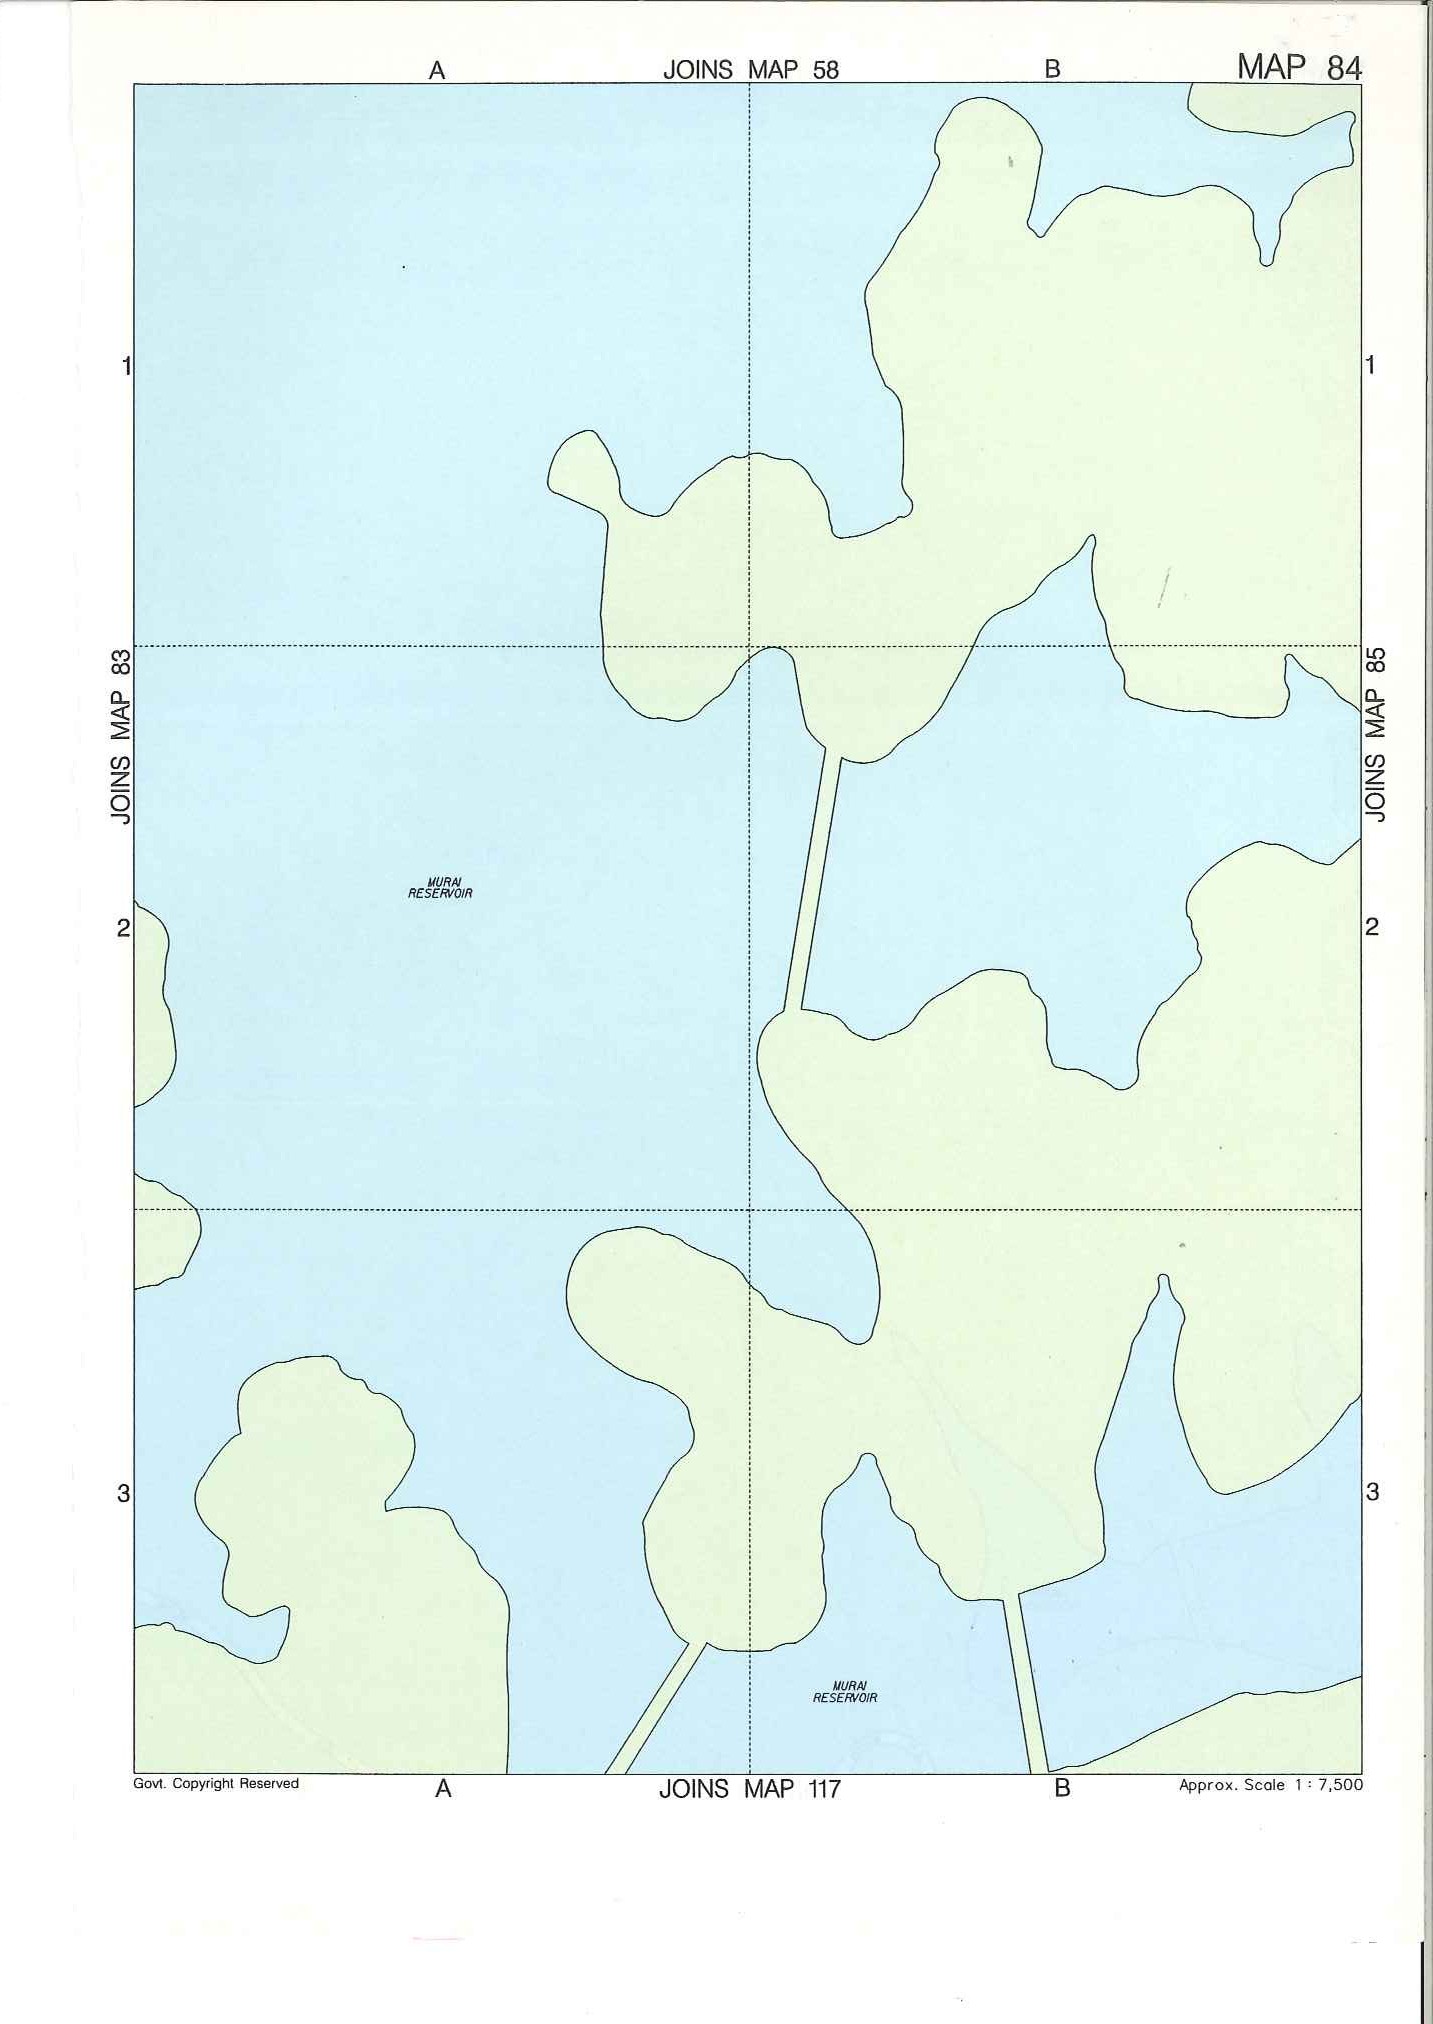 A JOINS MAP 58 B MAP 84
1 1
JOINS MAP 83
JOINS MAP 85
MURAI
RESERVOIR
2 2
3 3
MURAI
RESERVOIR
Govt. Copyright Reserved A JOINS MAP 117 B Approx. Scale 1 : 7,500